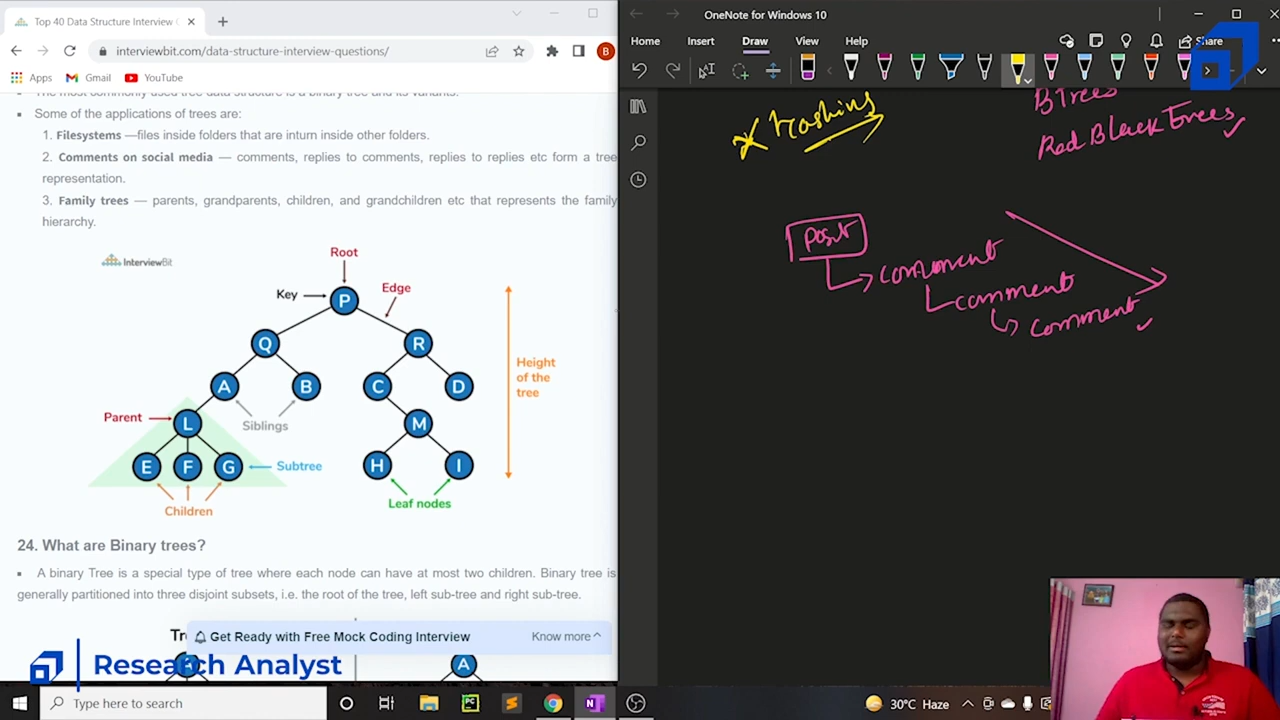 Top 40 Data Structure Interview
OneNote for Windows 10
interviewbit.com/data-structure-interview-questions/
B
Home Insert Draw View Help
Share
Apps Gmail YouTube
Some of the applications of trees are:
1. Filesystems —files inside folders that are inturn inside other folders.
2. Comments on social media — comments, replies to comments, replies to replies etc form a tree
representation.
3. Family trees — parents, grandparents, children, and grandchildren etc that represents the family
hierarchy.
InterviewBit
Root
Key
P
Edge
Q
R
Height
of the
tree
A
B
C
D
Parent
L
Siblings
M
E
F
G
Subtree
H
I
Children
Leaf nodes
24. What are Binary trees?
A binary Tree is a special type of tree where each node can have at most two children. Binary tree is
generally partitioned into three disjoint subsets, i.e. the root of the tree, left sub-tree and right sub-tree.
Get Ready with Free Mock Coding Interview
Know more
A
Research Analyst
Type here to search
30°C Haze
B Trees
Red Black Trees
Hashing
Post
comment
comment
comment